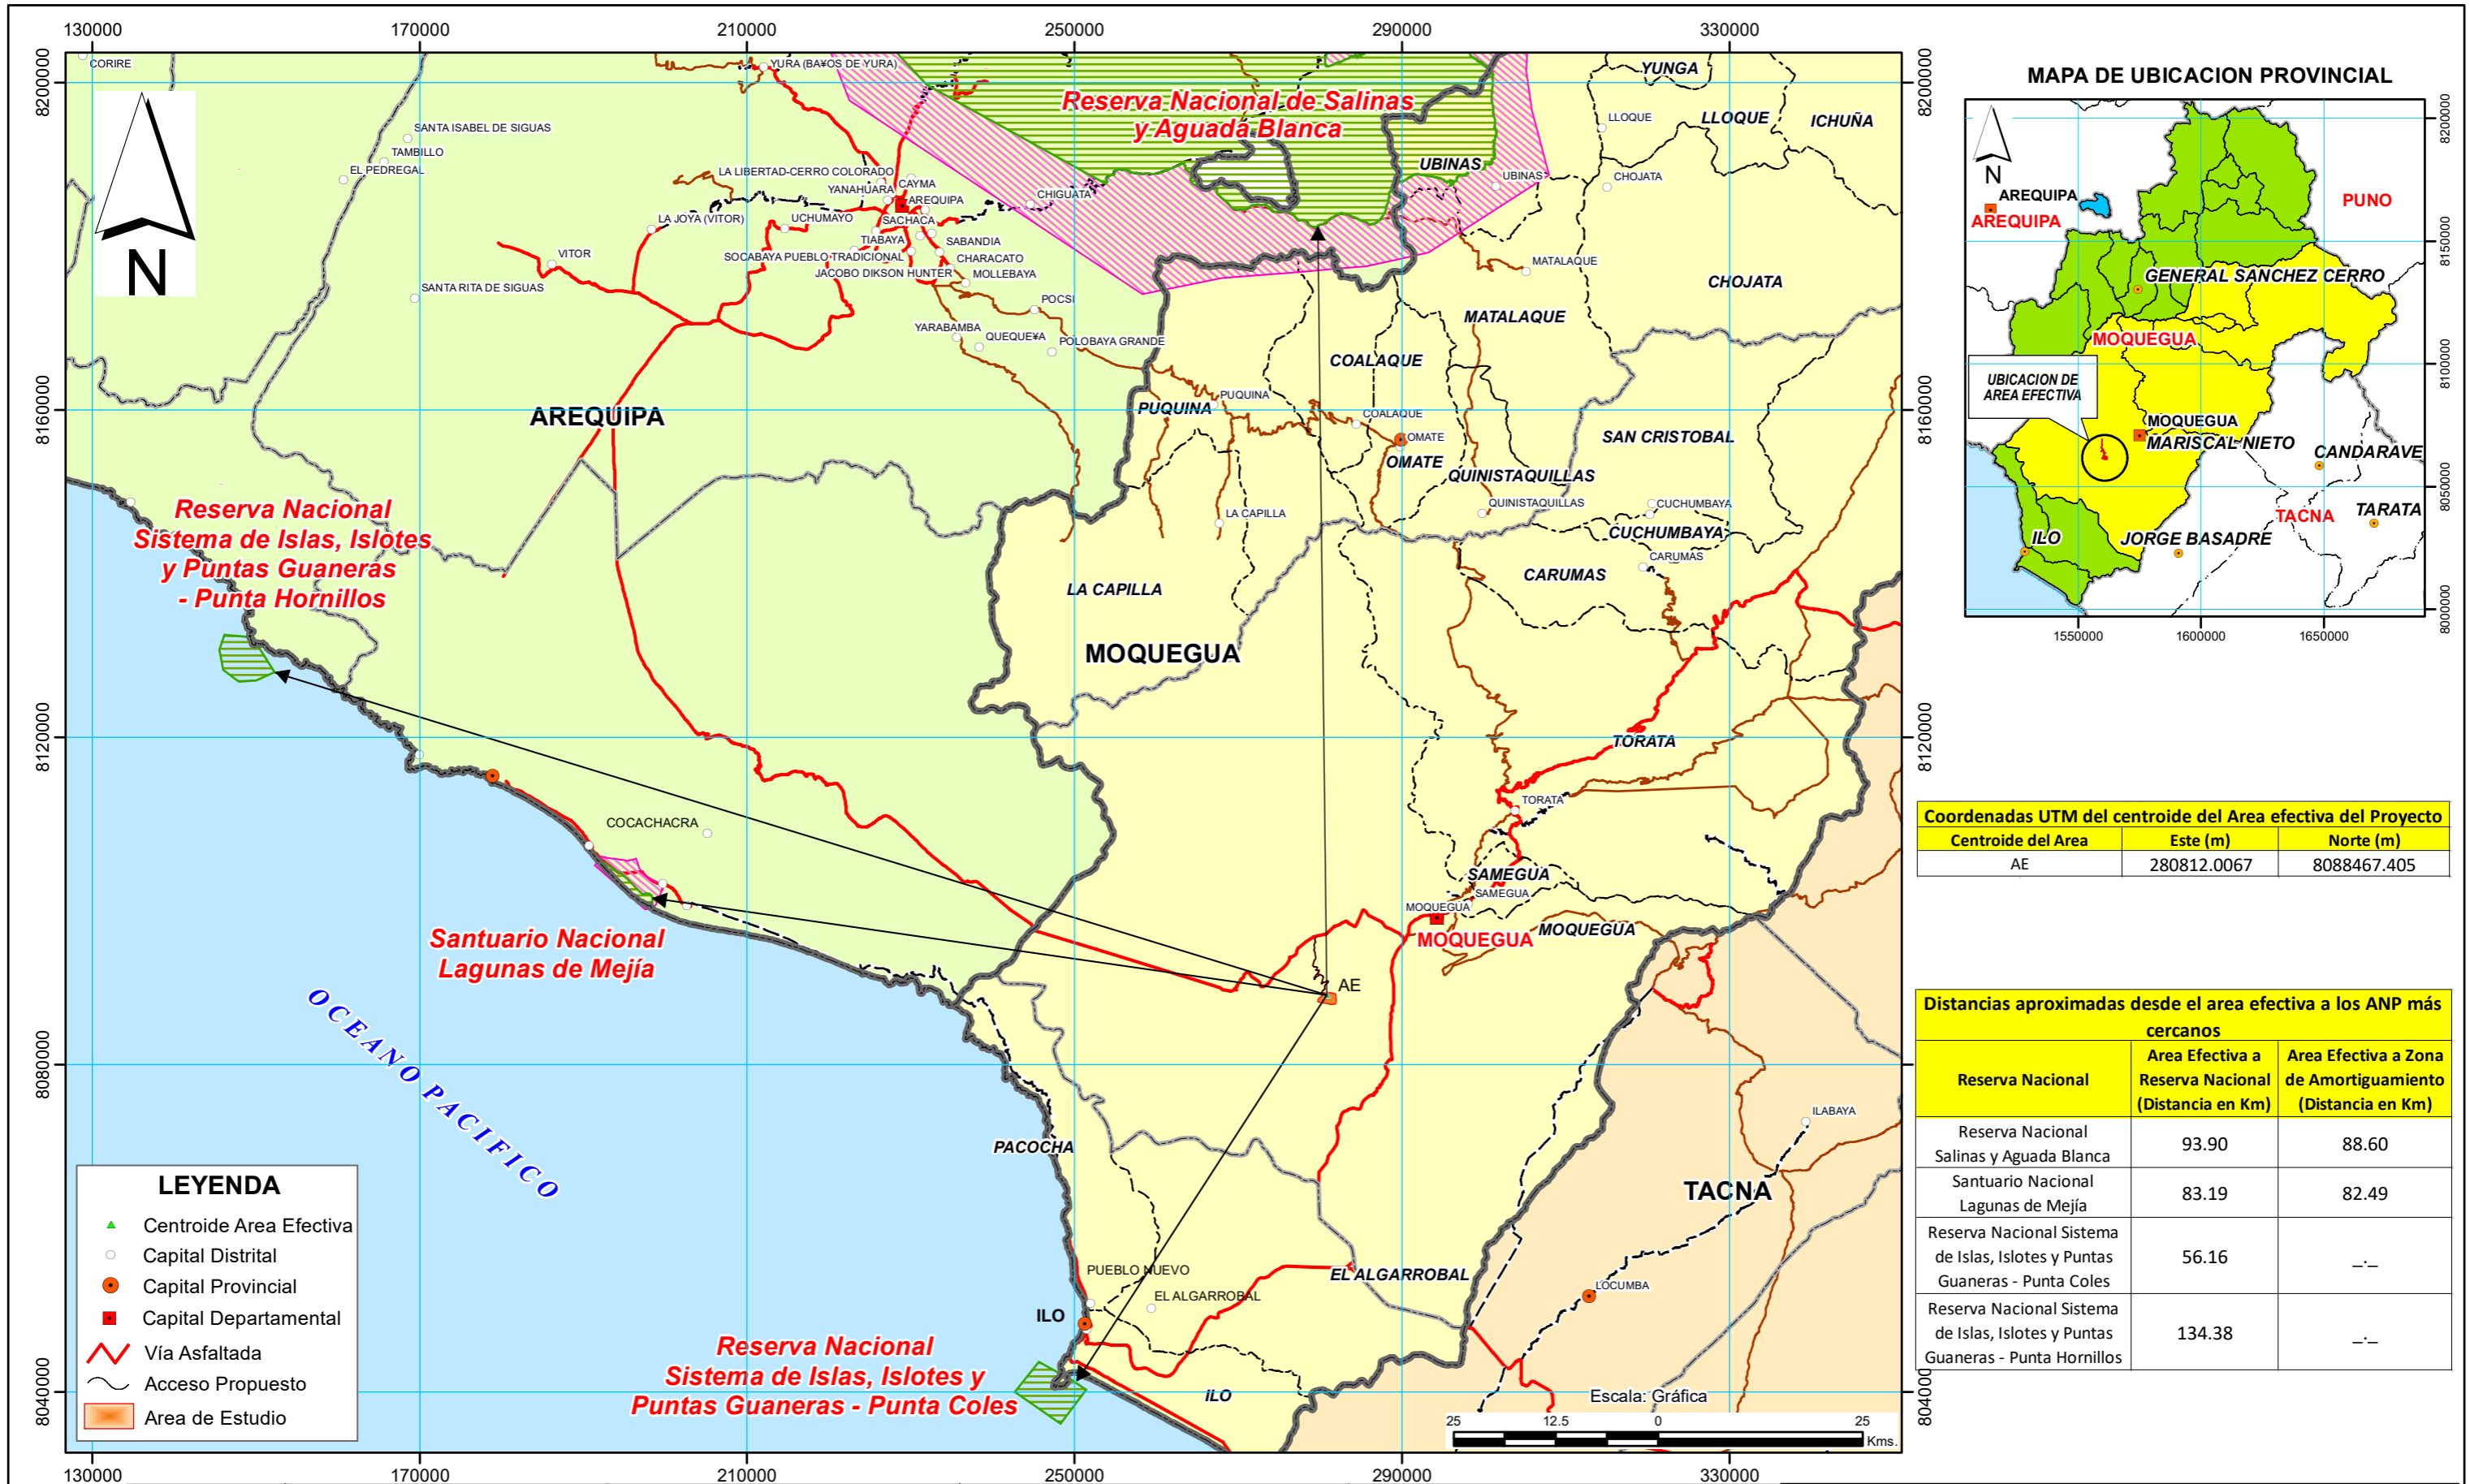 130000
170000
210000
250000
290000
330000
8200000
8160000
8120000
8080000
8040000
8200000
8160000
8120000
8040000
130000
170000
210000
250000
290000
330000
N
CORIRE
YURA (BA¥OS DE YURA)
SANTA ISABEL DE SIGUAS
TAMBILLO
EL PEDREGAL
LA LIBERTAD-CERRO COLORADO
YANAHUARA
CAYMA
AREQUIPA
CHIGUATA
LA JOYA (VITOR)
UCHUMAYO
SACHACA
TIABAYA
SABANDIA
VITOR
SOCABAYA PUEBLO TRADICIONAL
CHARACATO
JACOBO DIKSON HUNTER
MOLLEBAYA
SANTA RITA DE SIGUAS
POCSI
YARABAMBA
QUEQUE¥A
POLOBAYA GRANDE
Reserva Nacional de Salinas
y Aguada Blanca
YUNGA
LLOQUE
LLOQUE
ICHUÑA
UBINAS
UBINAS
CHOJATA
MATALAQUE
CHOJATA
MATALAQUE
COALAQUE
PUQUINA
PUQUINA
COALAQUE
OMATE
OMATE
SAN CRISTOBAL
QUINISTAQUILLAS
QUINISTAQUILLAS
CUCHUMBAYA
CUCHUMBAYA
LA CAPILLA
CARUMAS
CARUMAS
LA CAPILLA
AREQUIPA
MOQUEGUA
Reserva Nacional
Sistema de Islas, Islotes
y Puntas Guaneras
- Punta Hornillos
TORATA
TORATA
COCACHACRA
SAMEGUA
SAMEGUA
MOQUEGUA
MOQUEGUA
MOQUEGUA
Santuario Nacional
Lagunas de Mejía
AE
OCEANO PACIFICO
PACOCHA
ILABAYA
TACNA
PUEBLO NUEVO
EL ALGARROBAL
EL ALGARROBAL
LOCUMBA
ILO
ILO
Reserva Nacional
Sistema de Islas, Islotes y
Puntas Guaneras - Punta Coles
Escala: Gráfica
25
12.5
0
25
Kms.
LEYENDA
Centroide Area Efectiva
Capital Distrital
Capital Provincial
Capital Departamental
Vía Asfaltada
Acceso Propuesto
Area de Estudio
MAPA DE UBICACION PROVINCIAL
N
AREQUIPA
AREQUIPA
PUNO
GENERAL SANCHEZ CERRO
MOQUEGUA
UBICACION DE
AREA EFECTIVA
MOQUEGUA
MARISCAL NIETO
CANDARAVE
TARATA
TACNA
ILO
JORGE BASADRE
8200000
8150000
8100000
8050000
8000000
1550000
1600000
1650000
Coordenadas UTM del centroide del Area efectiva del Proyecto
Centroide del Area Este (m) Norte (m)
AE 280812.0067 8088467.405
Distancias aproximadas desde el area efectiva a los ANP más
cercanos
Reserva Nacional
Area Efectiva a
Reserva Nacional
(Distancia en Km)
Area Efectiva a Zona
de Amortiguamiento
(Distancia en Km)
Reserva Nacional
Salinas y Aguada Blanca
93.90
88.60
Santuario Nacional
Lagunas de Mejía
83.19
82.49
Reserva Nacional Sistema
de Islas, Islotes y Puntas
Guaneras - Punta Coles
56.16
_._
Reserva Nacional Sistema
de Islas, Islotes y Puntas
Guaneras - Punta Hornillos
134.38
_._